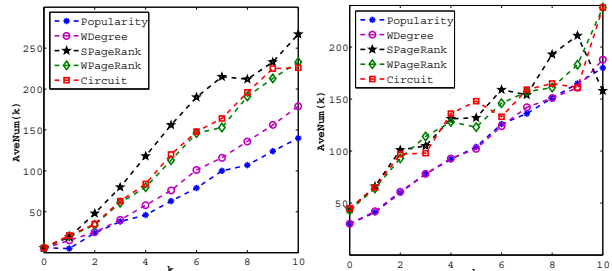 Popularity
WDegree
SPageRank
WPageRank
Circuit
AveNum(k)
250
200
150
100
50
0
2
4
6
8
10
k
Popularity
WDegree
SPageRank
WPageRank
Circuit
AveNum(k)
200
150
100
50
0
2
4
6
8
10